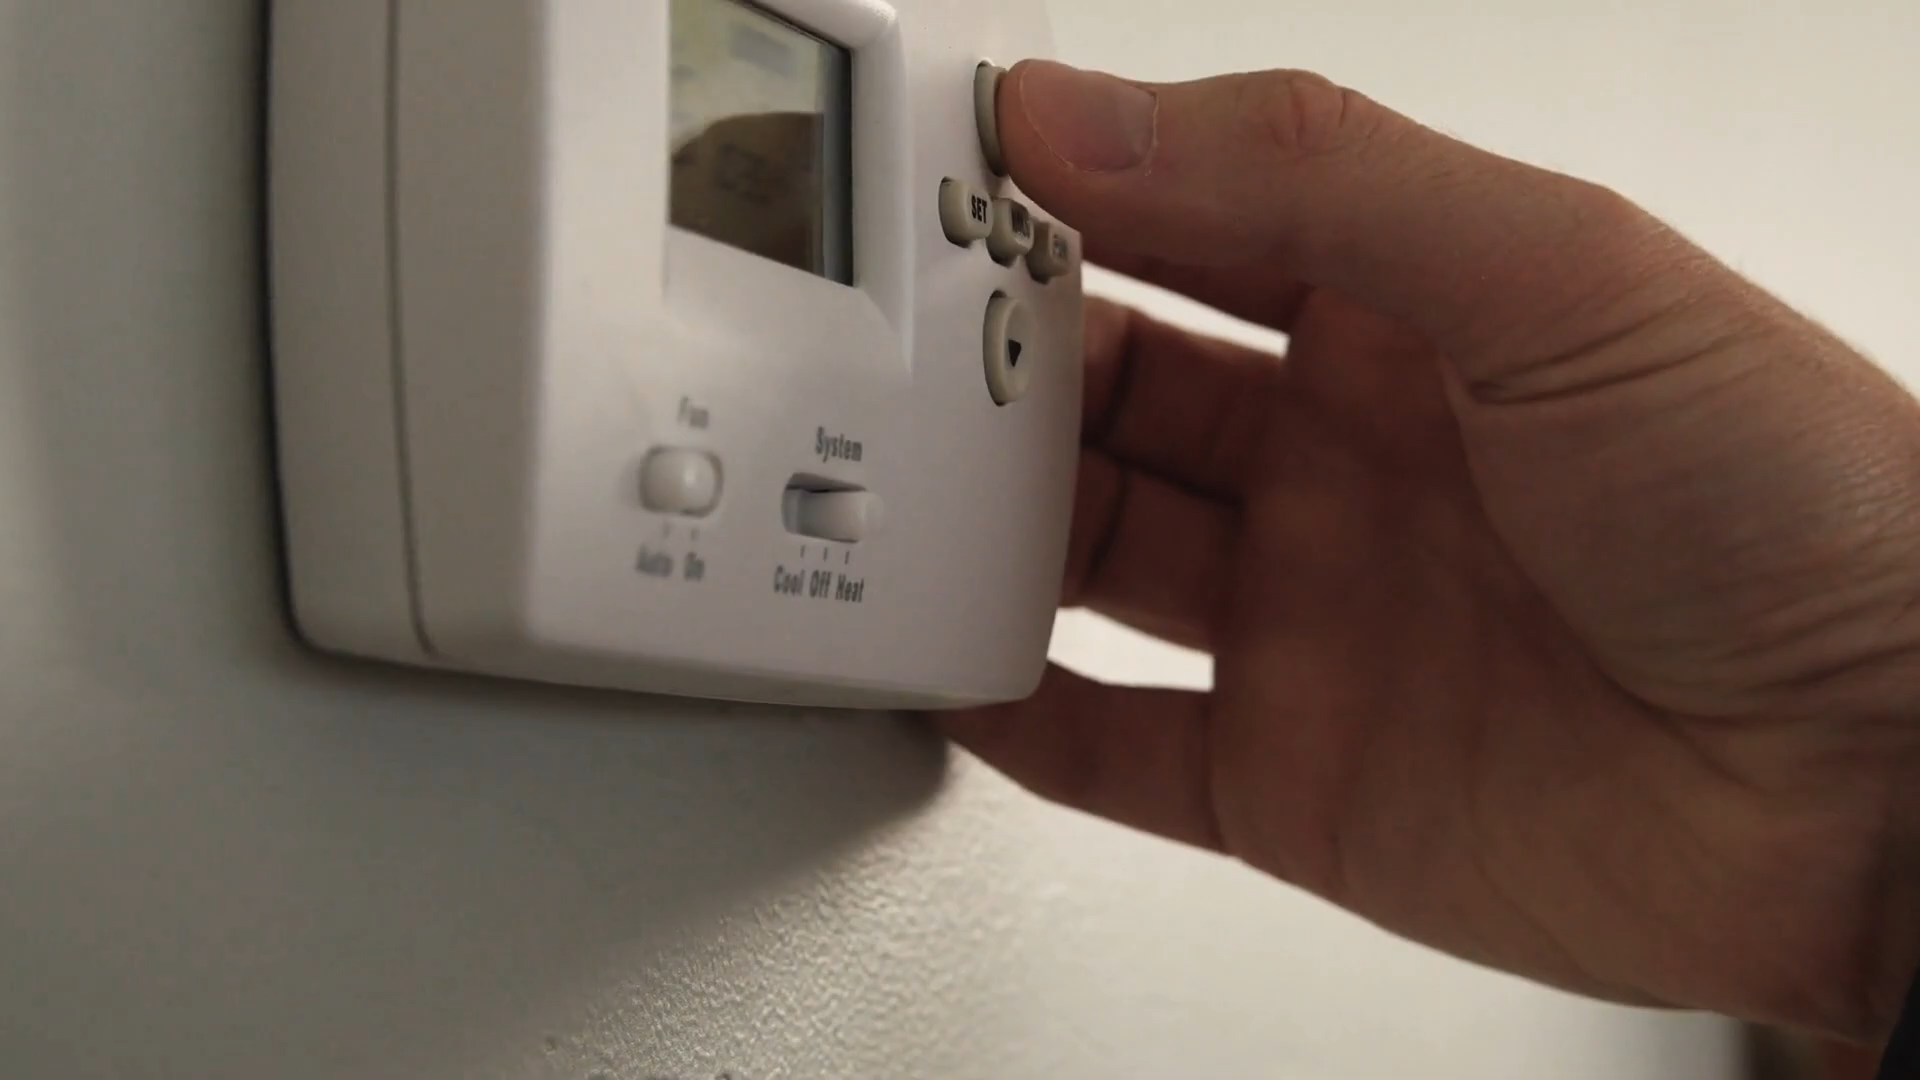 SET
Fan
System
Auto On
Cool Off Heat